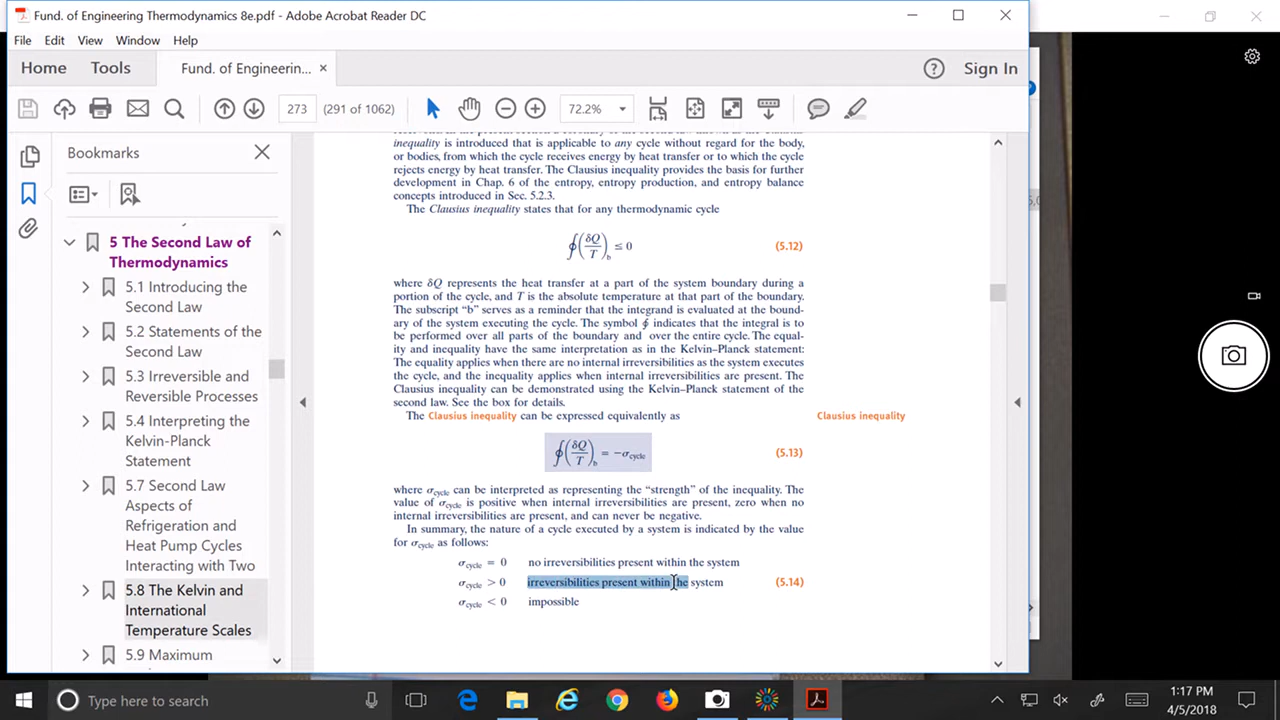 Fund. of Engineering Thermodynamics 8e.pdf - Adobe Acrobat Reader DC
File Edit View Window Help
Home Tools Fund. of Engineerin... ×
Sign In
273 (291 of 1062) 72.2%
Bookmarks
5 The Second Law of
Thermodynamics
5.1 Introducing the
Second Law
5.2 Statements of the
Second Law
5.3 Irreversible and
Reversible Processes
5.4 Interpreting the
Kelvin-Planck
Statement
5.7 Second Law
Aspects of
Refrigeration and
Heat Pump Cycles
Interacting with Two
5.8 The Kelvin and
International
Temperature Scales
5.9 Maximum
inequality is introduced that is applicable to any cycle without regard for the body,
or bodies, from which the cycle receives energy by heat transfer or to which the cycle
rejects energy by heat transfer. The Clausius inequality provides the basis for further
development in Chap. 6 of the entropy, entropy production, and entropy balance
concepts introduced in Sec. 5.2.3.
The Clausius inequality states that for any thermodynamic cycle
∮(δQ/T)b ≤ 0 (5.12)
where δQ represents the heat transfer at a part of the system boundary during a
portion of the cycle, and T is the absolute temperature at that part of the boundary.
The subscript “b” serves as a reminder that the integrand is evaluated at the bound-
ary of the system executing the cycle. The symbol ∮ indicates that the integral is to
be performed over all parts of the boundary and over the entire cycle. The equal-
ity and inequality have the same interpretation as in the Kelvin–Planck statement:
The equality applies when there are no internal irreversibilities as the system executes
the cycle, and the inequality applies when internal irreversibilities are present. The
Clausius inequality can be demonstrated using the Kelvin–Planck statement of the
second law. See the box for details.
The Clausius inequality can be expressed equivalently as Clausius inequality
∮(δQ/T)b = −σcycle (5.13)
where σcycle can be interpreted as representing the “strength” of the inequality. The
value of σcycle is positive when internal irreversibilities are present, zero when no
internal irreversibilities are present, and can never be negative.
In summary, the nature of a cycle executed by a system is indicated by the value
for σcycle as follows:
σcycle = 0 no irreversibilities present within the system
σcycle > 0 irreversibilities present within the system (5.14)
σcycle < 0 impossible
Type here to search
1:17 PM
4/5/2018